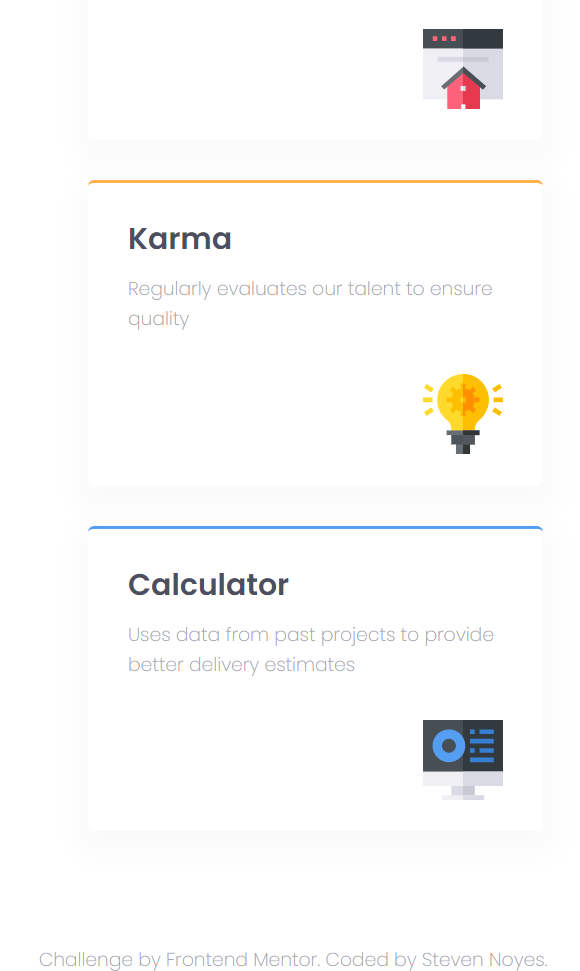 Karma
Regularly evaluates our talent to ensure
quality
Calculator
Uses data from past projects to provide
better delivery estimates
Challenge by Frontend Mentor. Coded by Steven Noyes.